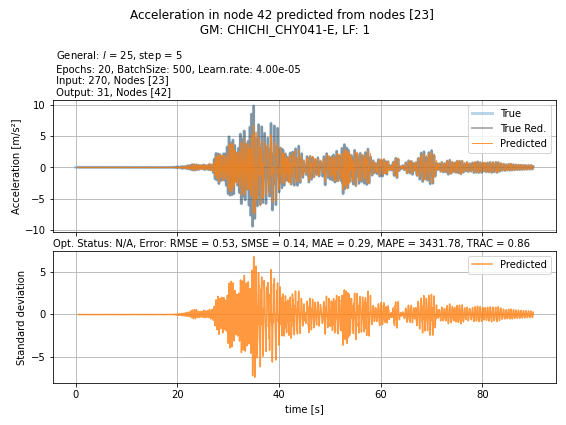 Acceleration in node 42 predicted from nodes [23]
GM: CHICHI_CHY041-E, LF: 1
General: l = 25, step = 5
Epochs: 20, BatchSize: 500, Learn.rate: 4.00e-05
Input: 270, Nodes [23]
Output: 31, Nodes [42]
10
5
0
−5
−10
Acceleration [m/s²]
True
True Red.
Predicted
Opt. Status: N/A, Error: RMSE = 0.53, SMSE = 0.14, MAE = 0.29, MAPE = 3431.78, TRAC = 0.86
5
0
−5
Standard deviation
Predicted
0 20 40 60 80
time [s]